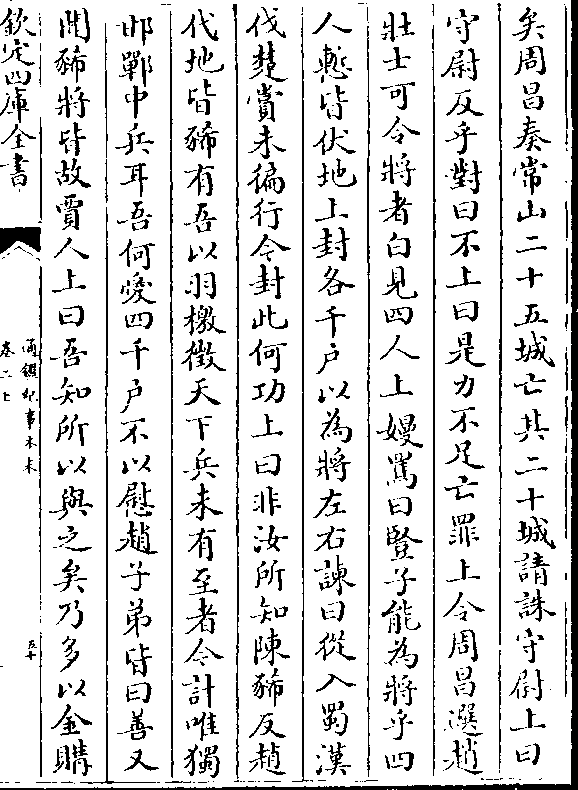 矣周昌奏常山二十五城亡其二十城請誅守尉上曰
守尉反乎對曰不上曰是力不足亡罪上令周昌選趙
壯士可令將者白見四人上嫚罵曰豎子能為將乎四
人慙皆伏地上封各千户以為將左右諫曰從入蜀漢
伐楚賞未徧行今封此何功上曰非汝所知陳豨反趙
代地皆豨有吾以羽檄徵天下兵未有至者今計唯獨
邯鄲中兵耳吾何愛四千户不以慰趙子弟皆曰善又
聞豨將皆故賈人上曰吾知所以與之矣乃多以金購
欽定四庫全書
通鑑紀事本末
卷二上
五十